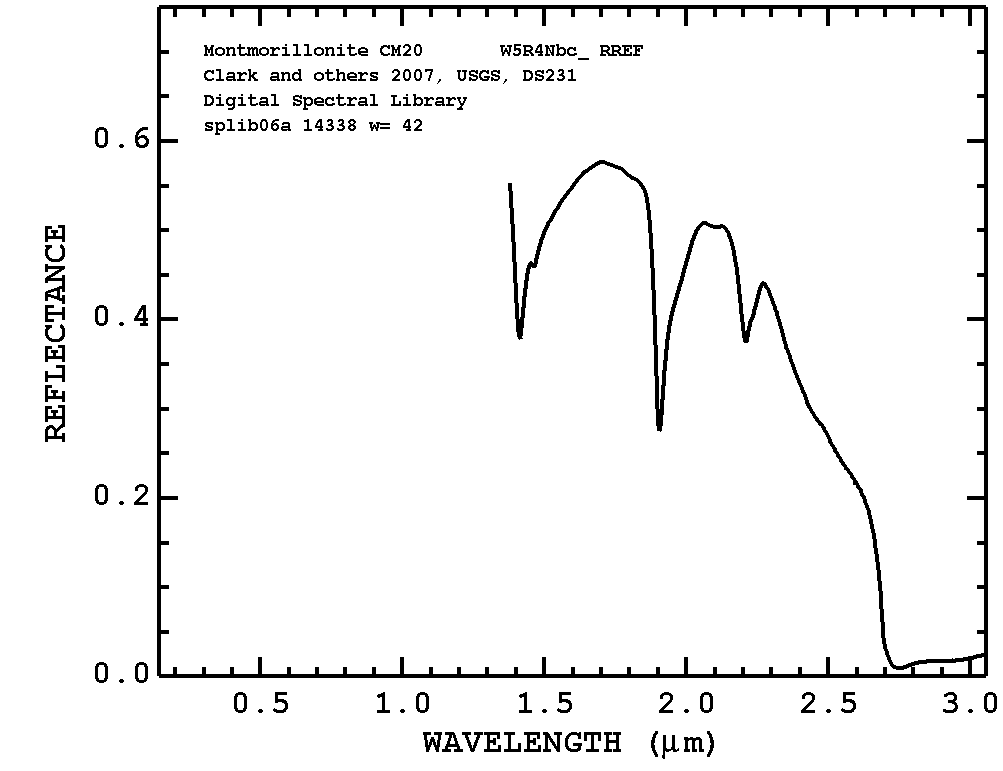 Montmorillonite CM20 W5R4Nbc_ RREF
Clark and others 2007, USGS, DS231
Digital Spectral Library
splib06a 14338 w= 42
REFLECTANCE
0.6
0.4
0.2
0.0
0.5 1.0 1.5 2.0 2.5 3.0
WAVELENGTH (μm)